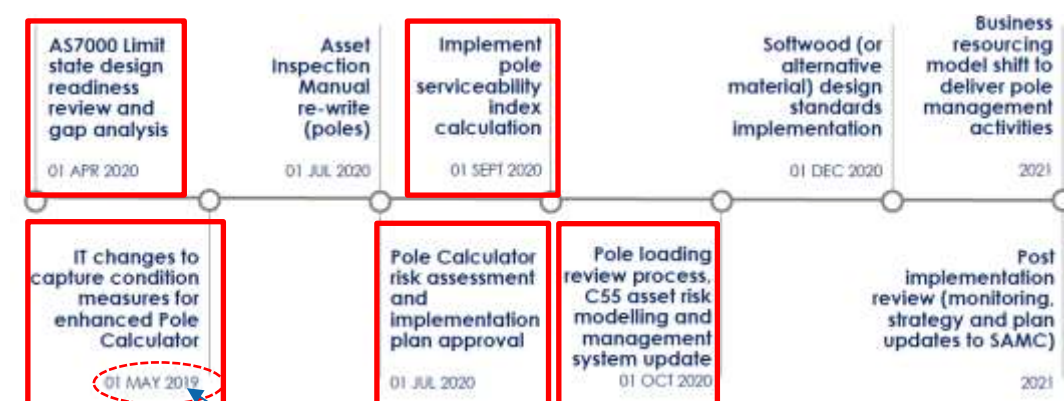 AS7000 Limit
state design
readiness
review and
gap analysis
01 APR 2020
Asset
Inspection
Manual
re-write
(poles)
01 JUL 2020
Implement
pole
serviceability
index
calculation
01 SEPT 2020
Softwood (or
alternative
material) design
standards
implementation
01 DEC 2020
Business
resourcing
model shift to
deliver pole
management
activities
2021
IT changes to
capture condition
measures for
enhanced Pole
Calculator
01 MAY 2019
Pole Calculator
risk assessment
and
implementation
plan approval
01 JUL 2020
Pole loading
review process,
C55 asset risk
modelling and
management
system update
01 OCT 2020
Post
implementation
review (monitoring,
strategy and plan
updates to SAMC)
2021